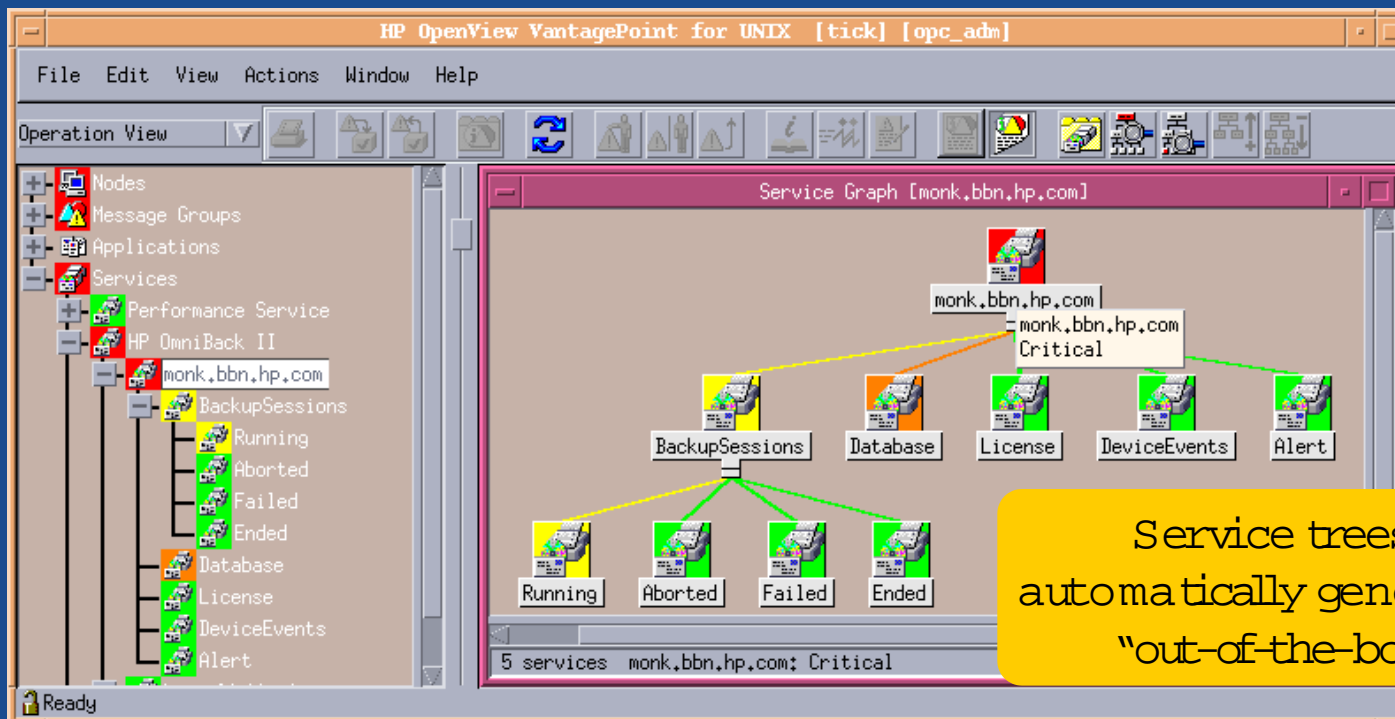 HP OpenView VantagePoint for UNIX [tick] [opc_adm]
File Edit View Actions Window Help
Operation View
Nodes
Message Groups
Applications
Services
Performance Service
HP OmniBack II
monk.bbn.hp.com
BackupSessions
Running
Aborted
Failed
Ended
Database
License
DeviceEvents
Alert
Service Graph [monk.bbn.hp.com]
monk.bbn.hp.com
monk.bbn.hp.com
Critical
BackupSessions Database License DeviceEvents Alert
Running Aborted Failed Ended
5 services monk.bbn.hp.com: Critical
Service trees
automatically gen
“out-of-the-bo
Ready